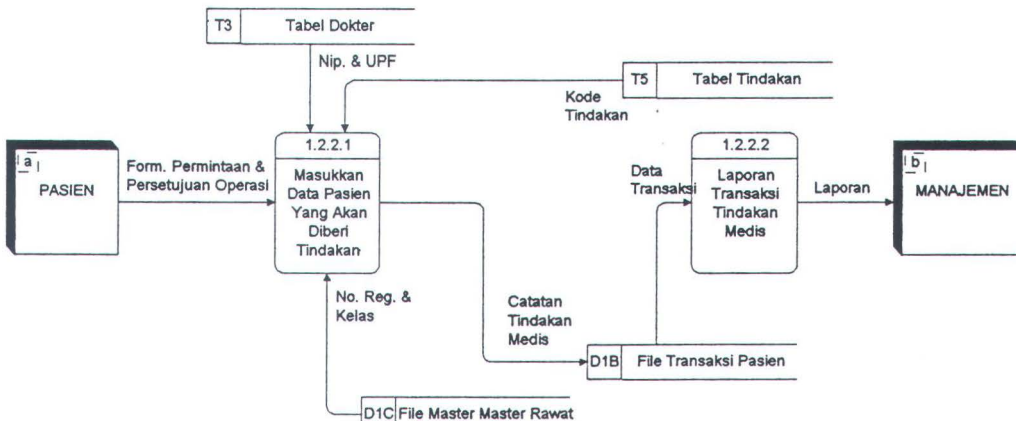 T3 Tabel Dokter
Nip. & UPF
T5 Tabel Tindakan
Kode
Tindakan
a
PASIEN
Form. Permintaan &
Persetujuan Operasi
1.2.2.1
Masukkan
Data Pasien
Yang Akan
Diberi
Tindakan
Data
Transaksi
1.2.2.2
Laporan
Transaksi
Tindakan
Medis
Laporan
b
MANAJEMEN
No. Reg. &
Kelas
Catatan
Tindakan
Medis
D1B File Transaksi Pasien
D1C File Master Master Rawat